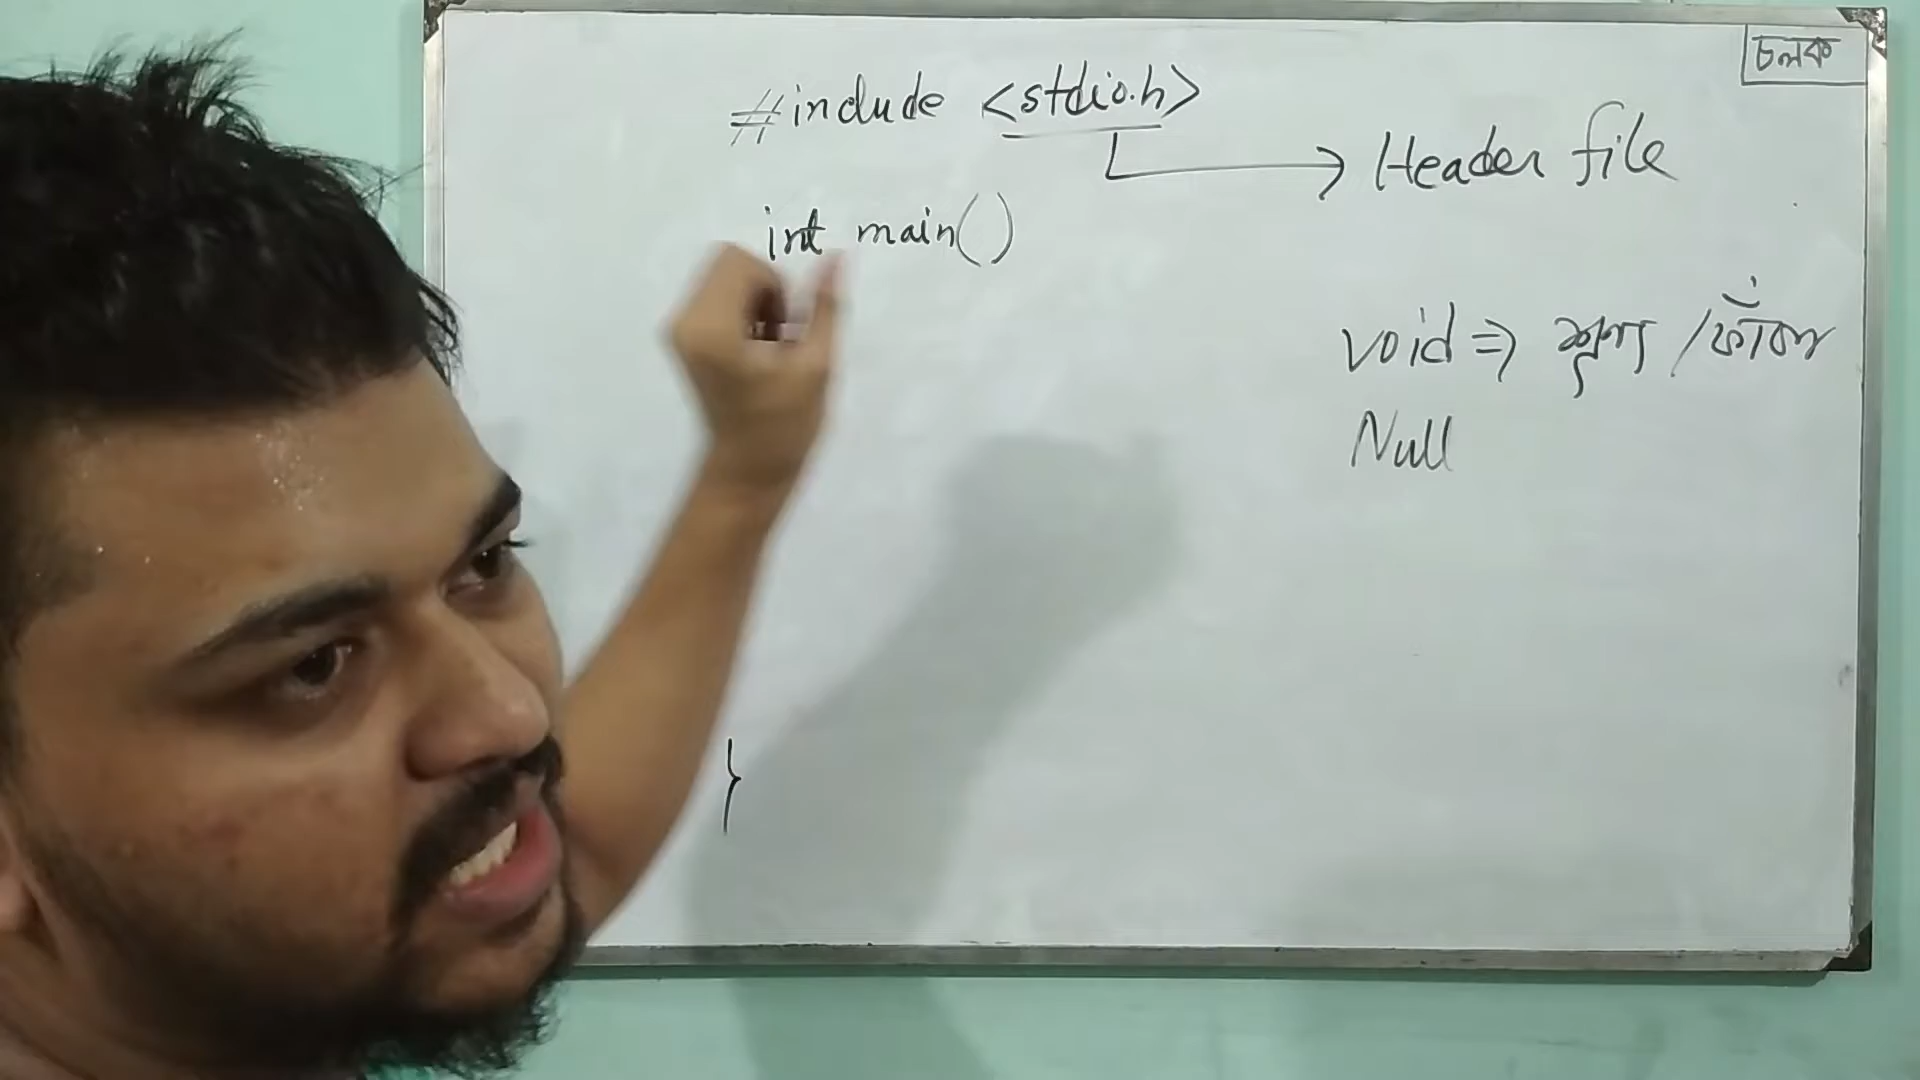 চলক
#include <stdio.h>
Header file
int main()
void => শূন্য / ফাঁকা
Null
}